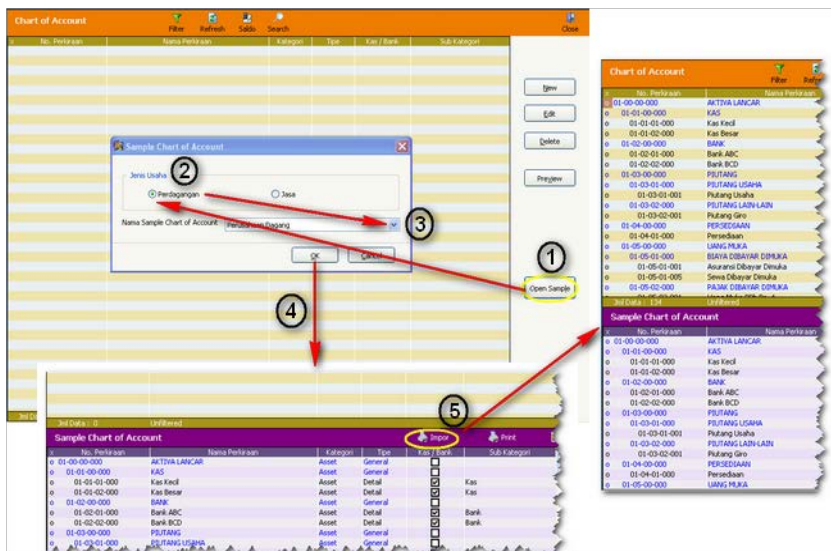 Chart of Account
Filter Refresh Saldo Search Close
x No. Perkiraan Nama Perkiraan Kategori Tipe Kas / Bank Sub Kategori
New
Edit
Delete
Preview
1
Open Sample
Sample Chart of Account
Jenis Usaha
2
Perdagangan Jasa
Nama Sample Chart of Account Perusahaan Dagang
3
OK Cancel
4
Jml Data : 0 Unfiltered
5
Sample Chart of Account Impor Print
x No. Perkiraan Nama Perkiraan Kategori Tipe Kas / Bank Sub Kategori
o 01-00-00-000 AKTIVA LANCAR Asset General
o 01-01-00-000 KAS Asset General
o 01-01-01-000 Kas Kecil Asset Detail Kas
o 01-01-02-000 Kas Besar Asset Detail Kas
o 01-02-00-000 BANK Asset General
o 01-02-01-000 Bank ABC Asset Detail Bank
o 01-02-02-000 Bank BCD Asset Detail Bank
o 01-03-00-000 PIUTANG Asset General
o 01-03-01-000 PIUTANG USAHA Asset General
Chart of Account
Filter
x No. Perkiraan Nama Perkiraan
o 01-00-00-000 AKTIVA LANCAR
o 01-01-00-000 KAS
o 01-01-01-000 Kas Kecil
o 01-01-02-000 Kas Besar
o 01-02-00-000 BANK
o 01-02-01-000 Bank ABC
o 01-02-02-000 Bank BCD
o 01-03-00-000 PIUTANG
o 01-03-01-000 PIUTANG USAHA
o 01-03-01-001 Piutang Usaha
o 01-03-02-000 PIUTANG LAIN-LAIN
o 01-03-02-001 Piutang Giro
o 01-04-00-000 PERSEDIAAN
o 01-04-01-000 Persediaan
o 01-05-00-000 UANG MUKA
o 01-05-01-000 BIAYA DIBAYAR DIMUKA
o 01-05-01-001 Asuransi Dibayar Dimuka
o 01-05-01-005 Sewa Dibayar Dimuka
o 01-05-02-000 PAJAK DIBAYAR DIMUKA
Jml Data : 134 Unfiltered
Sample Chart of Account
x No. Perkiraan Nama Perkiraan
o 01-00-00-000 AKTIVA LANCAR
o 01-01-00-000 KAS
o 01-01-01-000 Kas Kecil
o 01-01-02-000 Kas Besar
o 01-02-00-000 BANK
o 01-02-01-000 Bank ABC
o 01-02-02-000 Bank BCD
o 01-03-00-000 PIUTANG
o 01-03-01-000 PIUTANG USAHA
o 01-03-01-001 Piutang Usaha
o 01-03-02-000 PIUTANG LAIN-LAIN
o 01-03-02-001 Piutang Giro
o 01-04-00-000 PERSEDIAAN
o 01-04-01-000 Persediaan
o 01-05-00-000 UANG MUKA